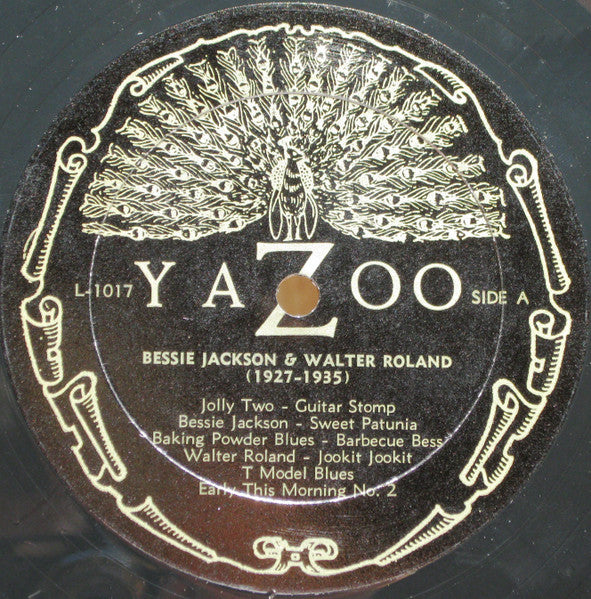 L-1017 YAZOO SIDE A
BESSIE JACKSON & WALTER ROLAND
(1927-1935)
Jolly Two - Guitar Stomp
Bessie Jackson - Sweet Patunia
Baking Powder Blues - Barbecue Bess
Walter Roland - Jookit Jookit
T Model Blues
Early This Morning No. 2